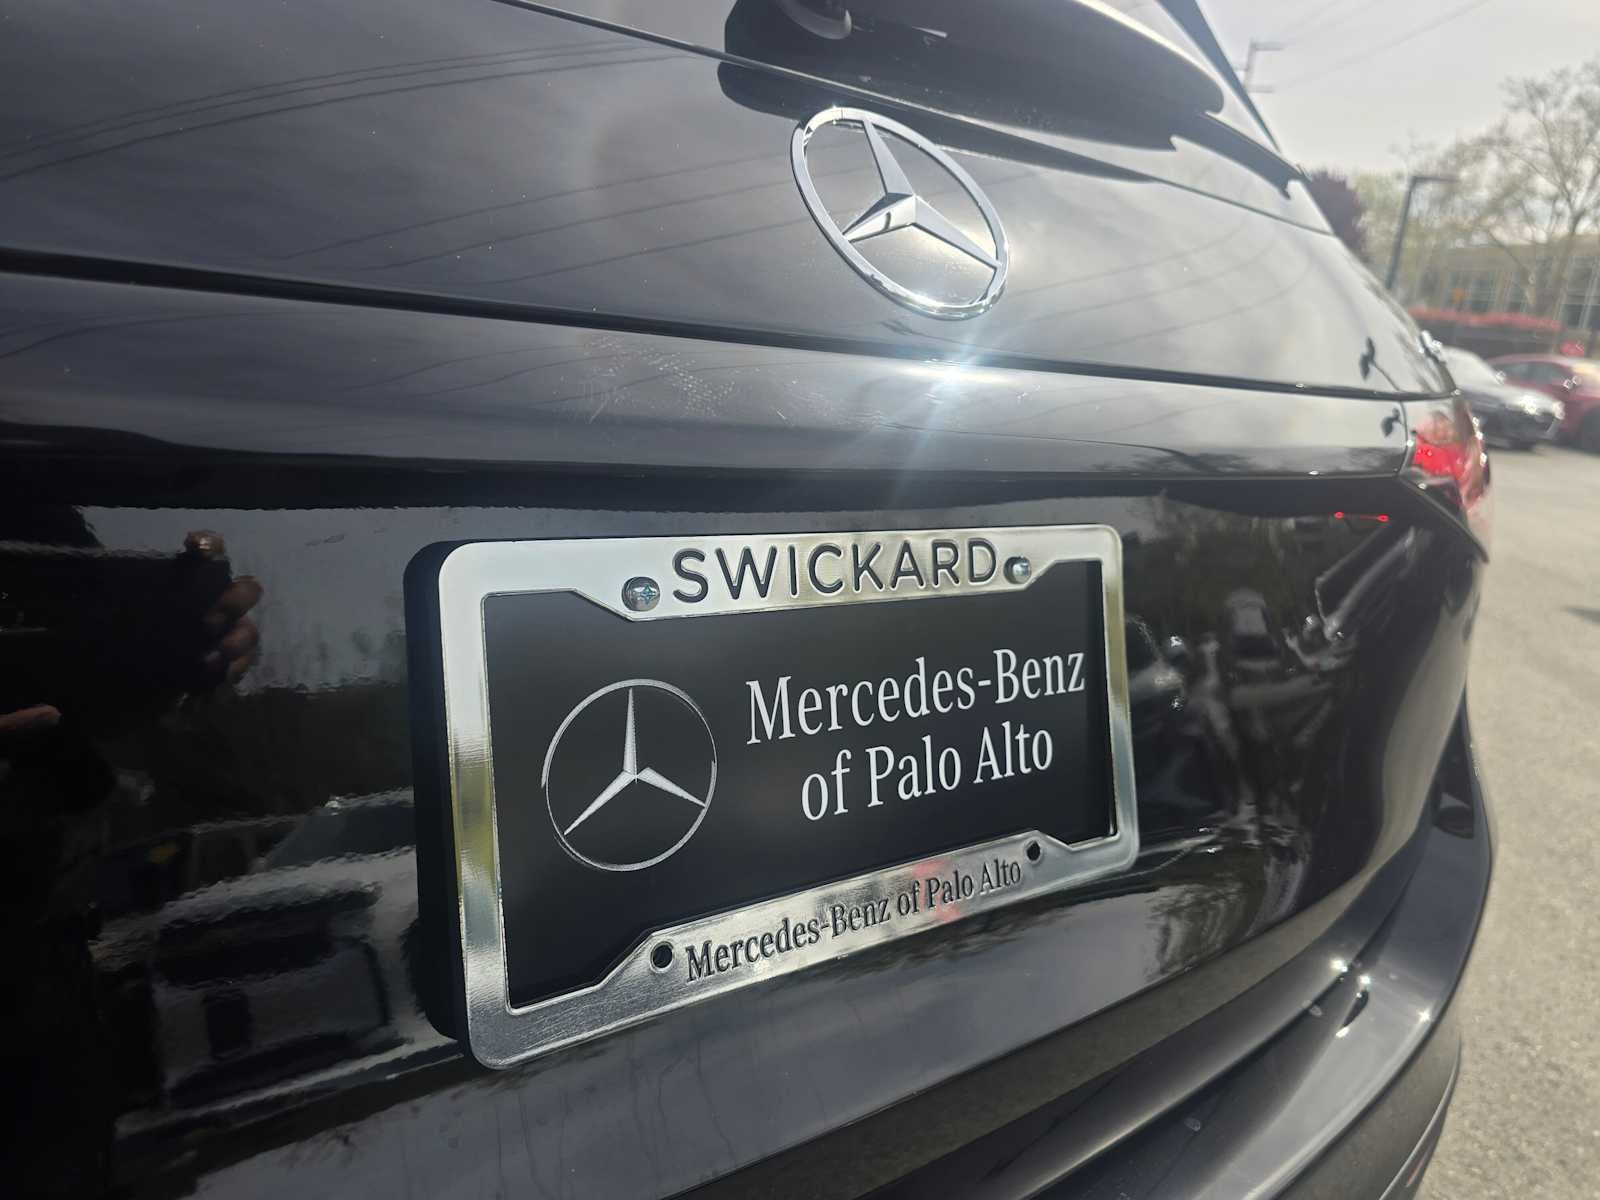 SWICKARD
Mercedes-Benz
of Palo Alto
Mercedes-Benz of Palo Alto